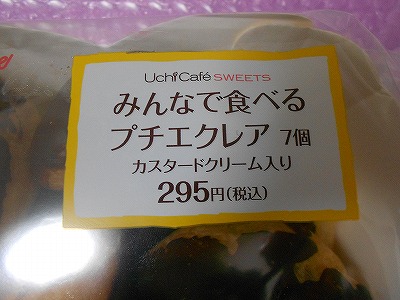 Uchi Café SWEETS
みんなで食べる
プチエクレア 7個
カスタードクリーム入り
295円(税込)